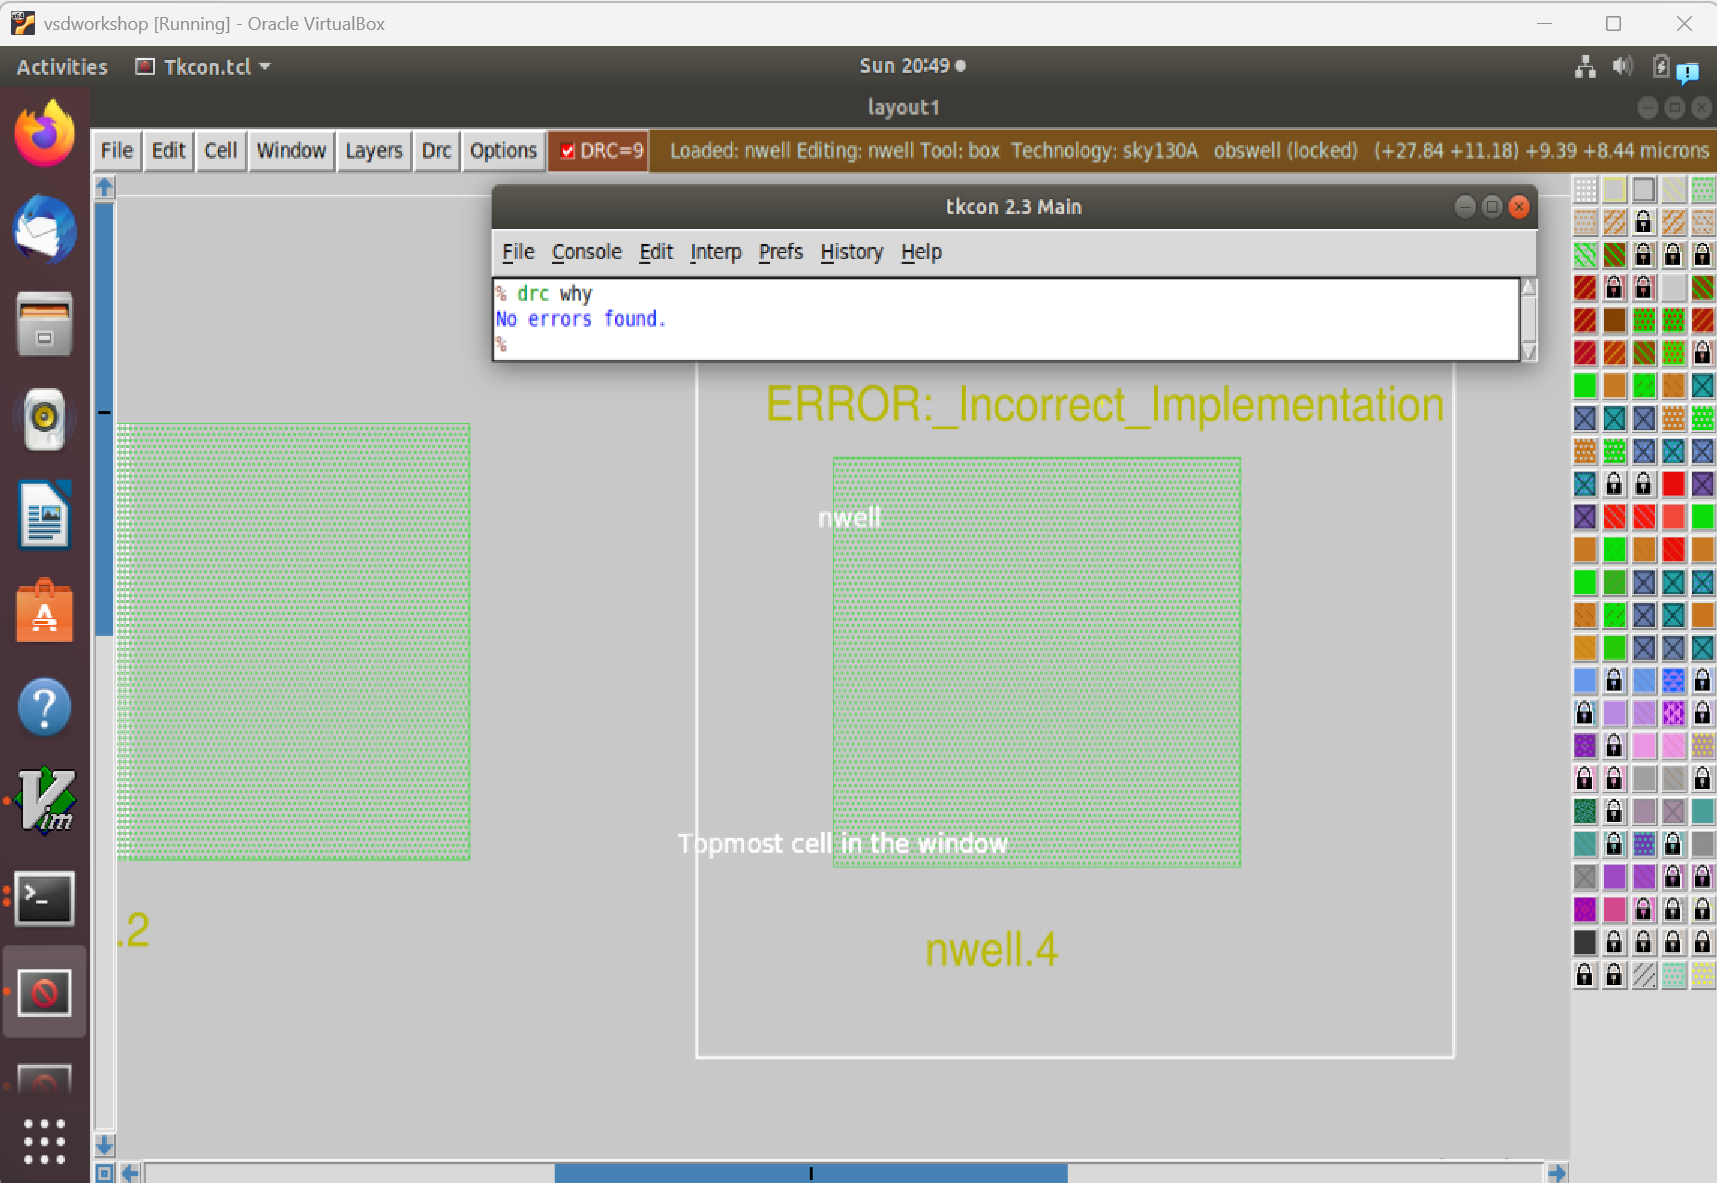 vsdworkshop [Running] - Oracle VirtualBox
Activities Tkcon.tcl Sun 20:49
layout1
File Edit Cell Window Layers Drc Options DRC=9 Loaded: nwell Editing: nwell Tool: box Technology: sky130A obswell (locked) (+27.84 +11.18) +9.39 +8.44 microns
tkcon 2.3 Main
File Console Edit Interp Prefs History Help
% drc why
No errors found.
%
ERROR:_Incorrect_Implementation
nwell
Topmost cell in the window
.2
nwell.4